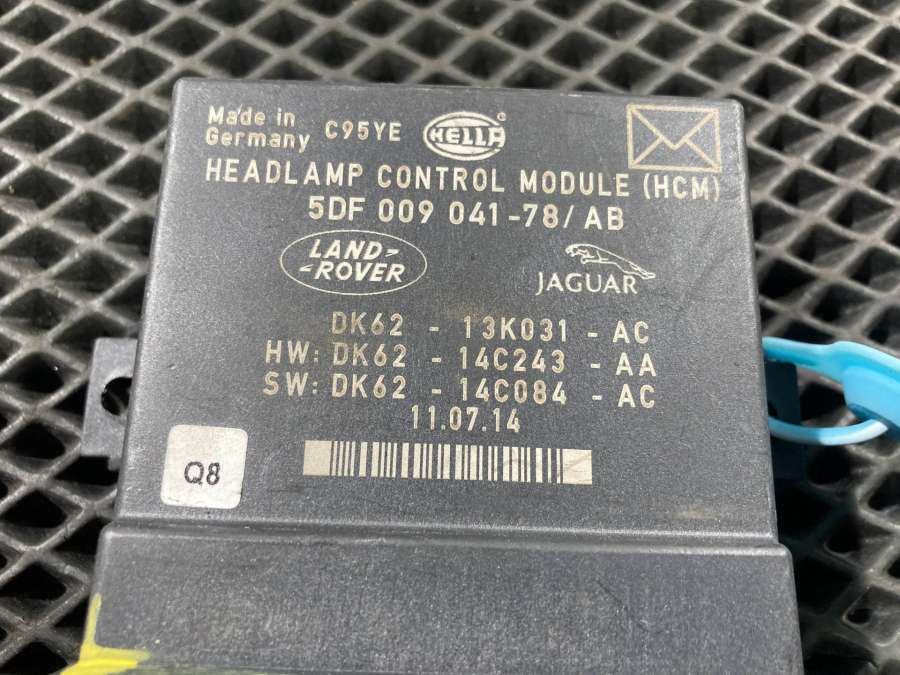 Made in
Germany C95YE HELLA
HEADLAMP CONTROL MODULE (HCM)
5DF 009 041-78/AB
LAND-
-ROVER
JAGUAR
DK62 - 13K031 - AC
HW: DK62 - 14C243 - AA
SW: DK62 - 14C084 - AC
11.07.14
Q8